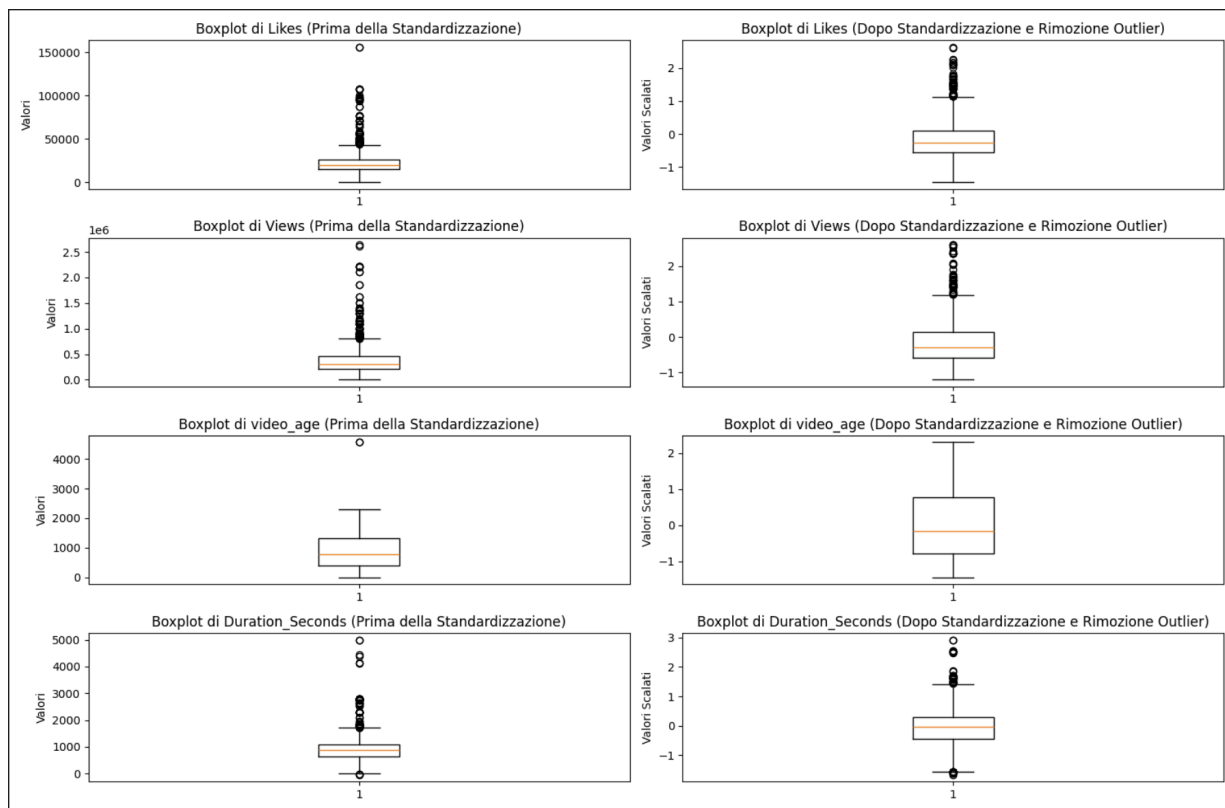 Boxplot di Likes (Prima della Standardizzazione)
Valori
150000
100000
50000
0
1
Boxplot di Likes (Dopo Standardizzazione e Rimozione Outlier)
Valori Scalati
2
1
0
−1
1
Boxplot di Views (Prima della Standardizzazione)
1e6
Valori
2.5
2.0
1.5
1.0
0.5
0.0
1
Boxplot di Views (Dopo Standardizzazione e Rimozione Outlier)
Valori Scalati
2
1
0
−1
1
Boxplot di video_age (Prima della Standardizzazione)
Valori
4000
3000
2000
1000
0
1
Boxplot di video_age (Dopo Standardizzazione e Rimozione Outlier)
Valori Scalati
2
1
0
−1
1
Boxplot di Duration_Seconds (Prima della Standardizzazione)
Valori
5000
4000
3000
2000
1000
0
1
Boxplot di Duration_Seconds (Dopo Standardizzazione e Rimozione Outlier)
Valori Scalati
3
2
1
0
−1
1